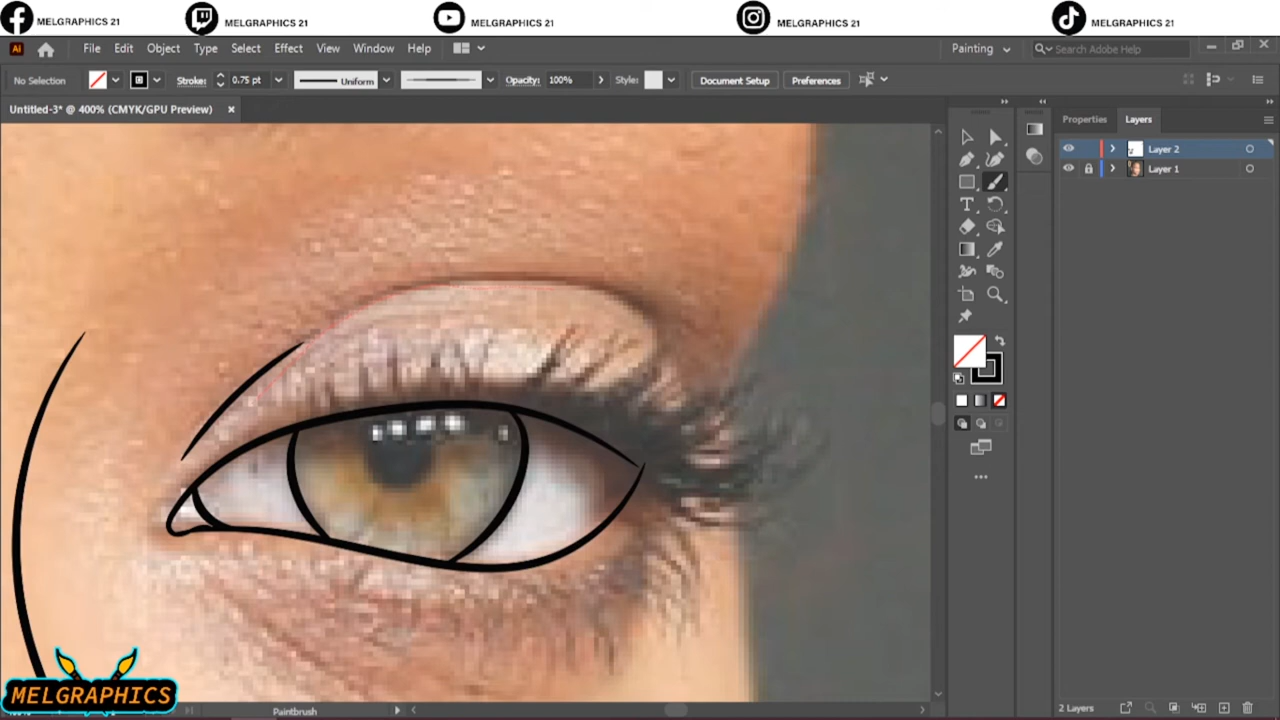 MELGRAPHICS 21
MELGRAPHICS 21
MELGRAPHICS 21
MELGRAPHICS 21
MELGRAPHICS 21
Ai File Edit Object Type Select Effect View Window Help Painting Search Adobe Help
No Selection Stroke: 0.75 pt Uniform Opacity: 100% Style: Document Setup Preferences
Untitled-3* @ 400% (CMYK/GPU Preview)
Properties Layers
Layer 2
Layer 1
MELGRAPHICS
Paintbrush
2 Layers